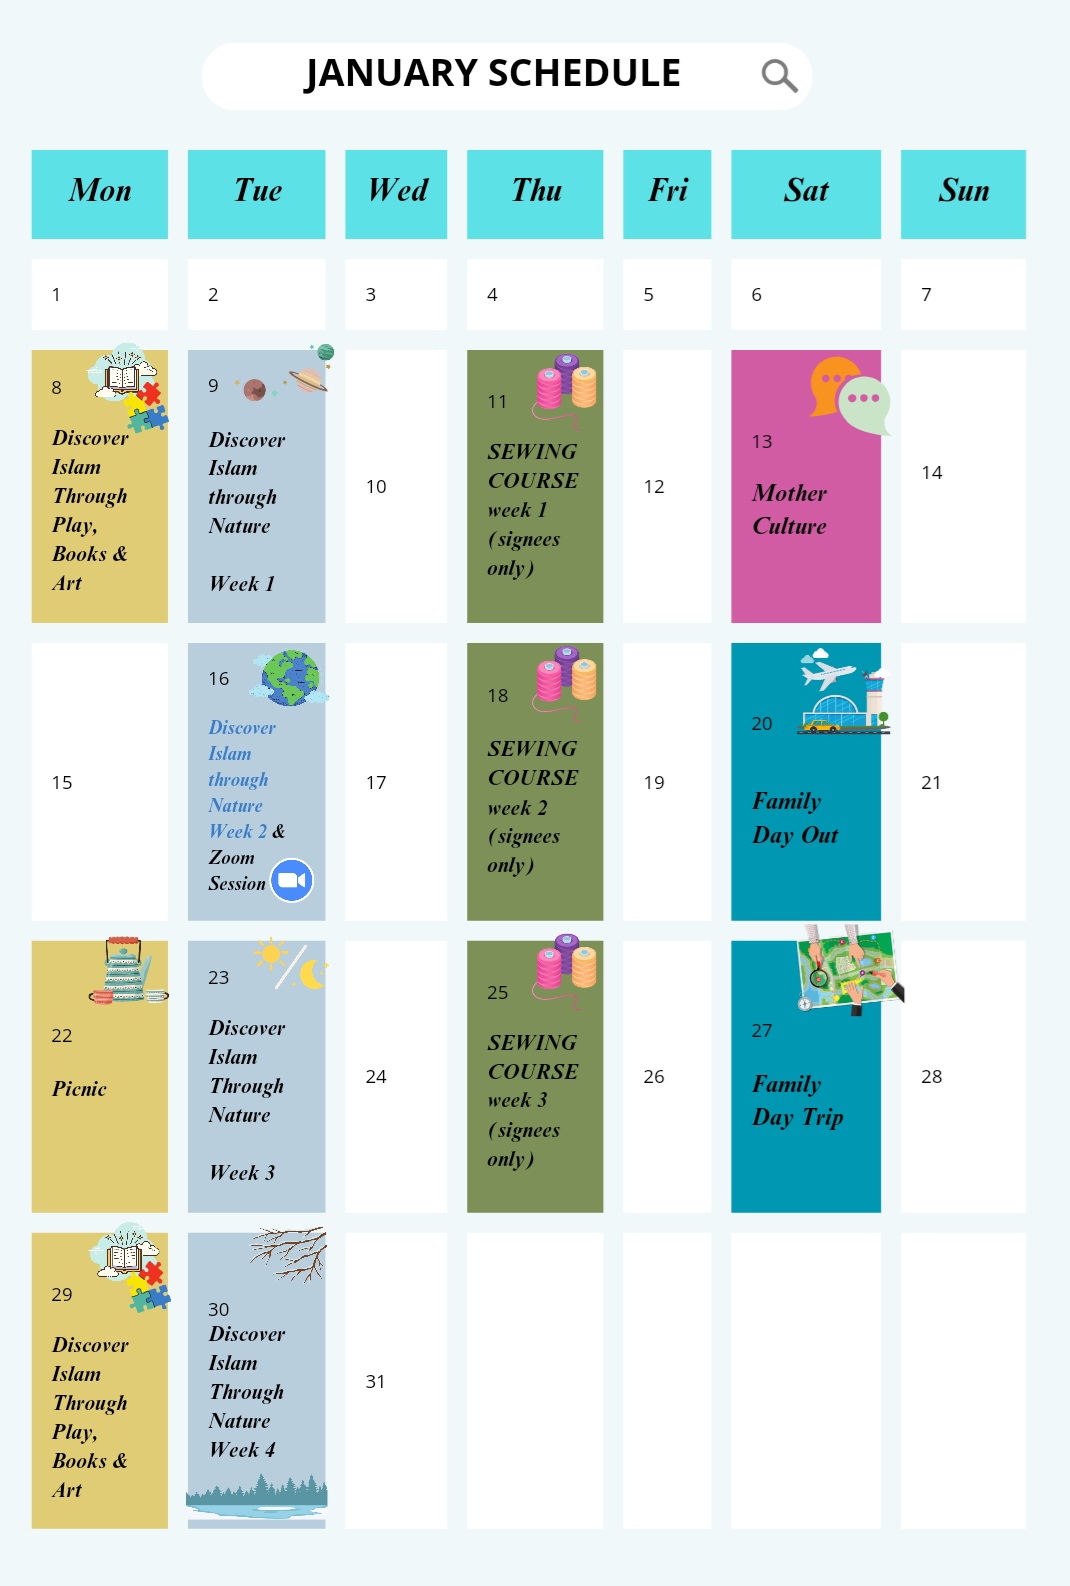 JANUARY SCHEDULE
Mon
Tue
Wed
Thu
Fri
Sat
Sun
1
2
3
4
5
6
7
8
Discover
Islam
Through
Play,
Books &
Art
9
Discover
Islam
through
Nature
Week 1
10
11
SEWING
COURSE
week 1
(signees
only)
12
13
Mother
Culture
14
15
16
Discover
Islam
through
Nature
Week 2 &
Zoom
Session
17
18
SEWING
COURSE
week 2
(signees
only)
19
20
Family
Day Out
21
22
Picnic
23
Discover
Islam
Through
Nature
Week 3
24
25
SEWING
COURSE
week 3
(signees
only)
26
27
Family
Day Trip
28
29
Discover
Islam
Through
Play,
Books &
Art
30
Discover
Islam
Through
Nature
Week 4
31